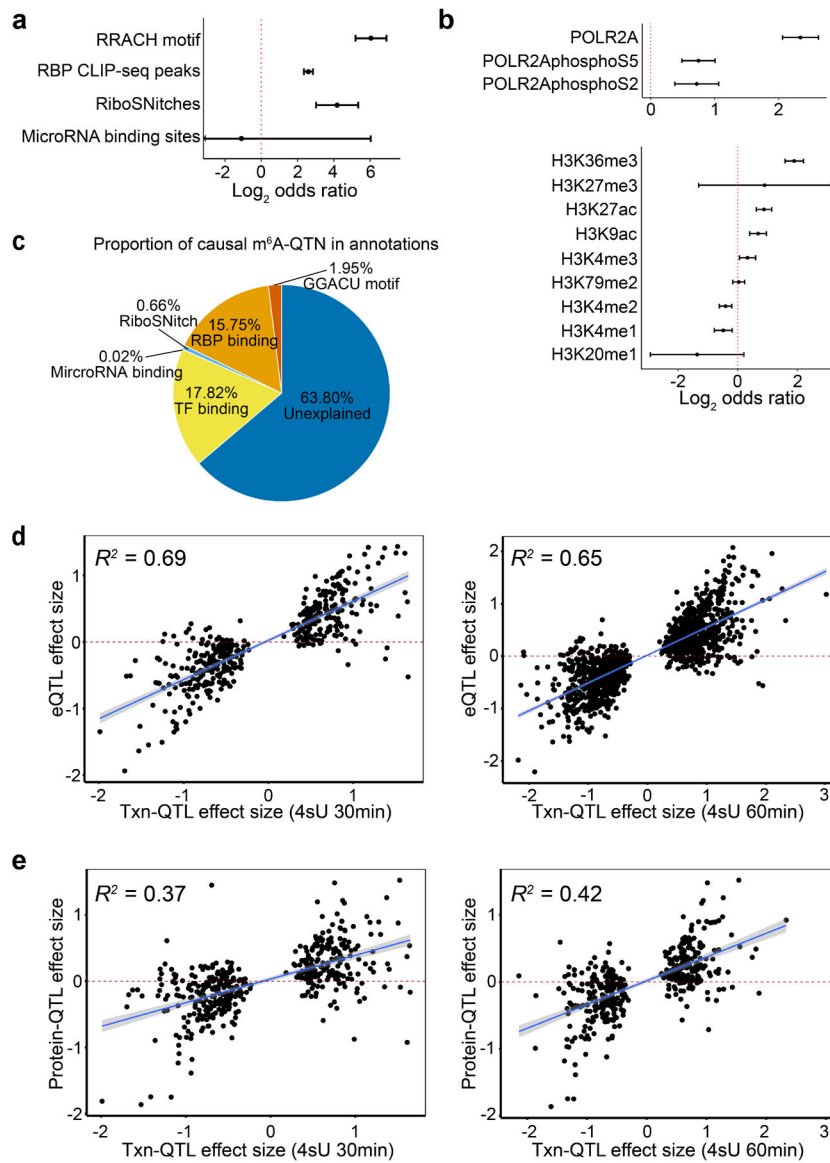 a
RRACH motif
RBP CLIP-seq peaks
RiboSNitches
MicroRNA binding sites
-2 0 2 4 6
Log2 odds ratio
b
POLR2A
POLR2AphosphoS5
POLR2AphosphoS2
0 1 2
H3K36me3
H3K27me3
H3K27ac
H3K9ac
H3K4me3
H3K79me2
H3K4me2
H3K4me1
H3K20me1
-2 0 2
Log2 odds ratio
c
Proportion of causal m6A-QTN in annotations
1.95%
GGACU motif
0.66%
RiboSNitch
15.75%
RBP binding
0.02%
MircroRNA binding
17.82%
TF binding
63.80%
Unexplained
d
R2 = 0.69
eQTL effect size
1
0
-1
-2
-2 -1 0 1
Txn-QTL effect size (4sU 30min)
R2 = 0.65
2
1
0
-1
-2
-2 -1 0 1 2 3
Txn-QTL effect size (4sU 60min)
e
R2 = 0.37
Protein-QTL effect size
1
0
-1
-2
-2 -1 0 1
Txn-QTL effect size (4sU 30min)
R2 = 0.42
1
0
-1
-2
-2 -1 0 1 2 3
Txn-QTL effect size (4sU 60min)